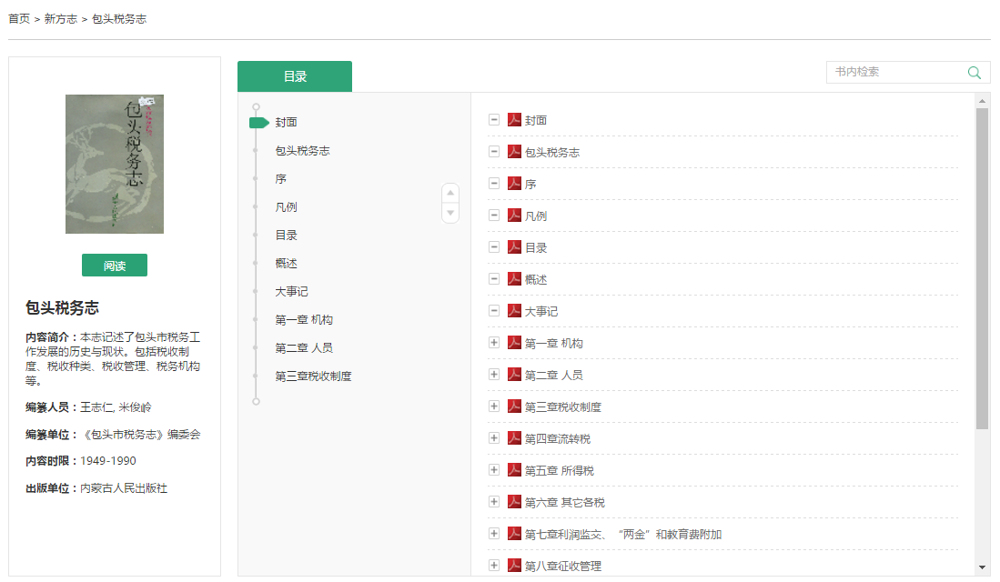 首页 > 新方志 > 包头税务志
包头税务志
阅读
包头税务志
内容简介：本志记述了包头市税务工
作发展的历史与现状。包括税收制
度、税收种类、税收管理、税务机构
等。
编纂人员：王志仁, 米俊岭
编纂单位：《包头市税务志》编委会
内容时限：1949-1990
出版单位：内蒙古人民出版社
目录
书内检索
封面
包头税务志
序
凡例
目录
概述
大事记
第一章 机构
第二章 人员
第三章税收制度
封面
包头税务志
序
凡例
目录
概述
大事记
第一章 机构
第二章 人员
第三章税收制度
第四章流转税
第五章 所得税
第六章 其它各税
第七章利润监交、“两金”和教育费附加
第八章征收管理